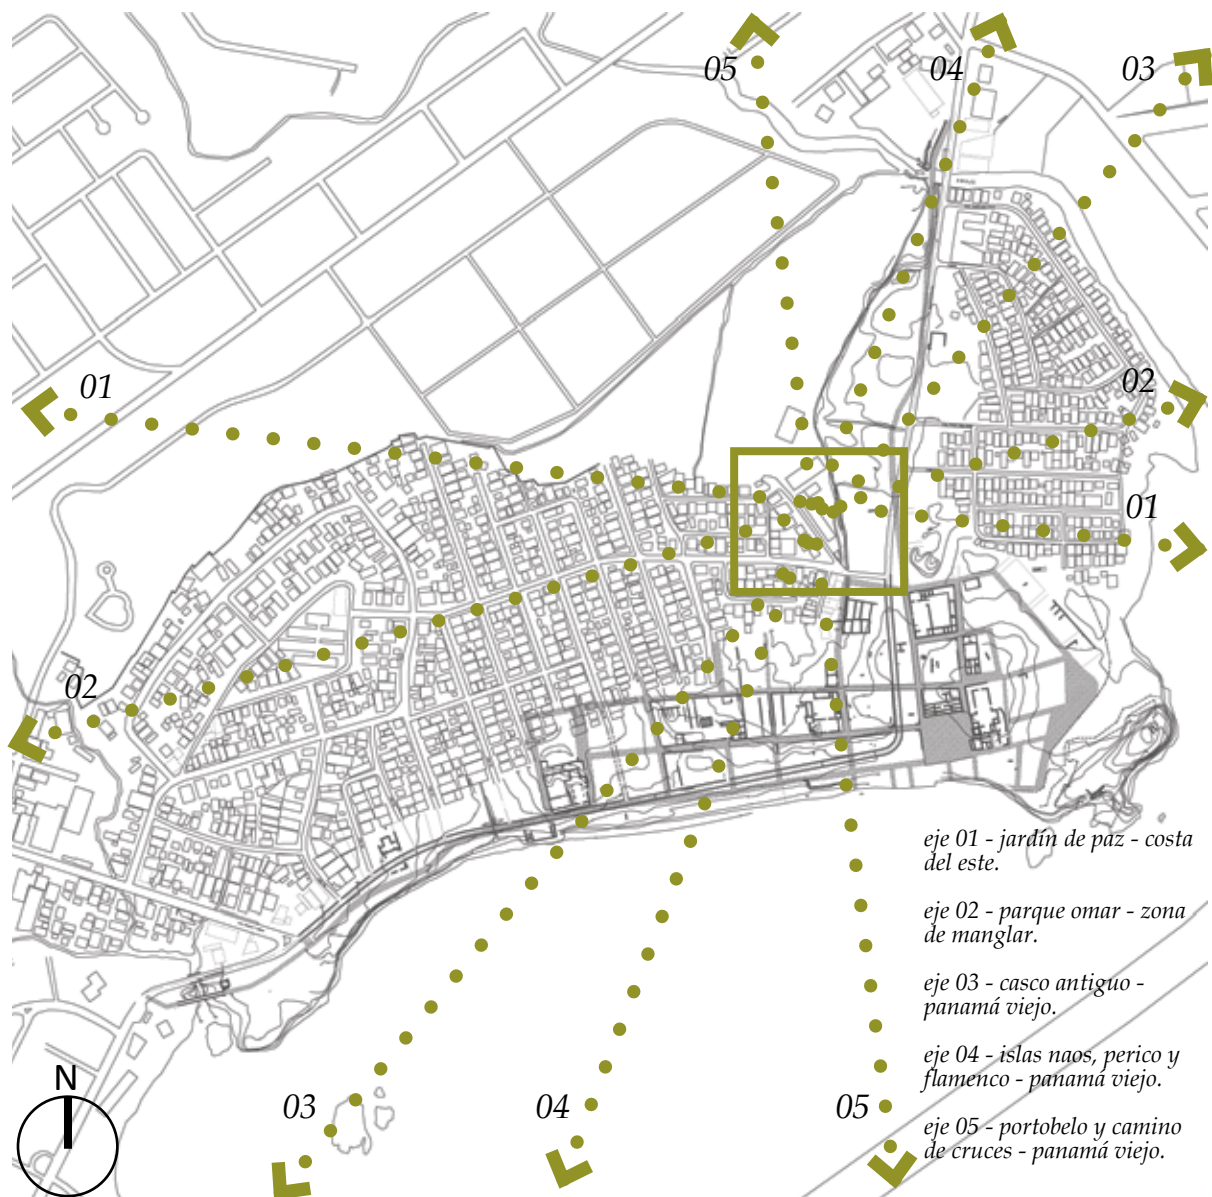 05
04
03
01
02
01
02
eje 01 - jardín de paz - costa
del este.
eje 02 - parque omar - zona
de manglar.
eje 03 - casco antiguo -
panamá viejo.
eje 04 - islas naos, perico y
flamenco - panamá viejo.
eje 05 - portobelo y camino
de cruces - panamá viejo.
N
03
04
05